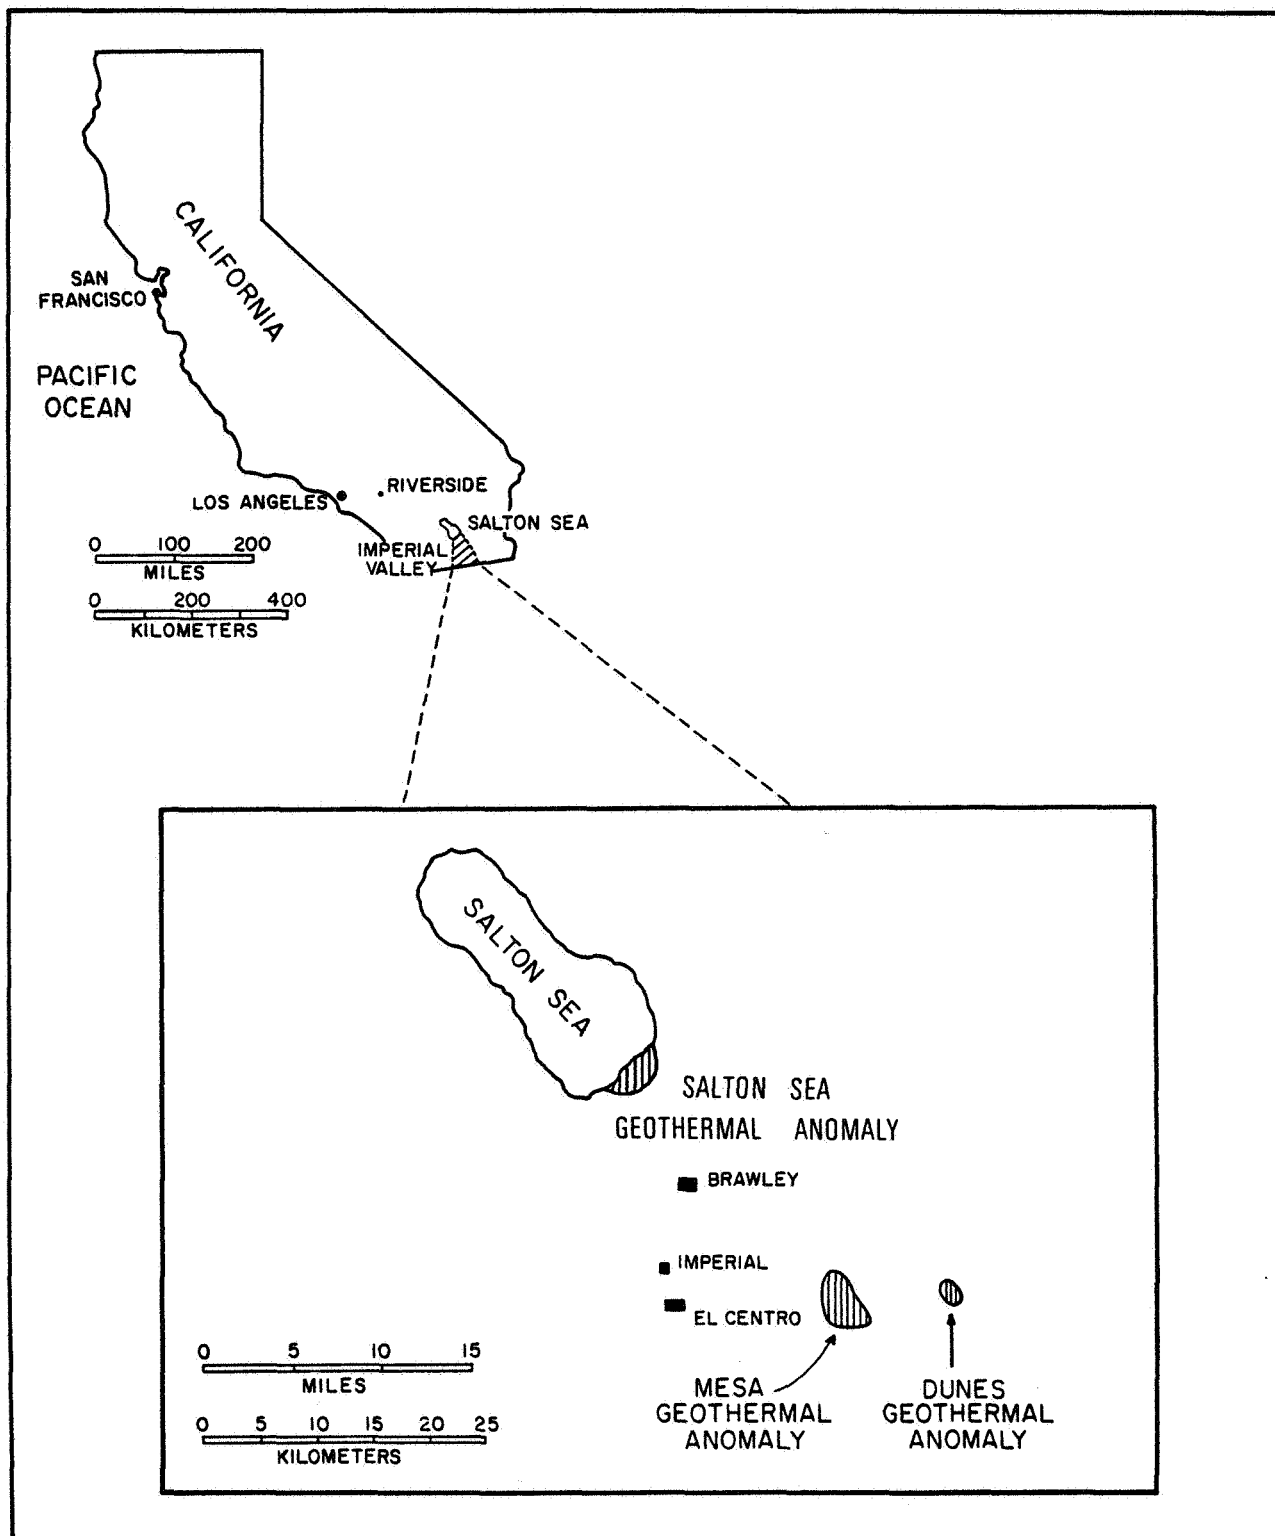 CALIFORNIA
SAN
FRANCISCO
PACIFIC
OCEAN
LOS ANGELES
RIVERSIDE
SALTON SEA
IMPERIAL
VALLEY
0 100 200
MILES
0 200 400
KILOMETERS
SALTON SEA
SALTON SEA
GEOTHERMAL ANOMALY
BRAWLEY
IMPERIAL
EL CENTRO
0 5 10 15
MILES
0 5 10 15 20 25
KILOMETERS
MESA
GEOTHERMAL
ANOMALY
DUNES
GEOTHERMAL
ANOMALY